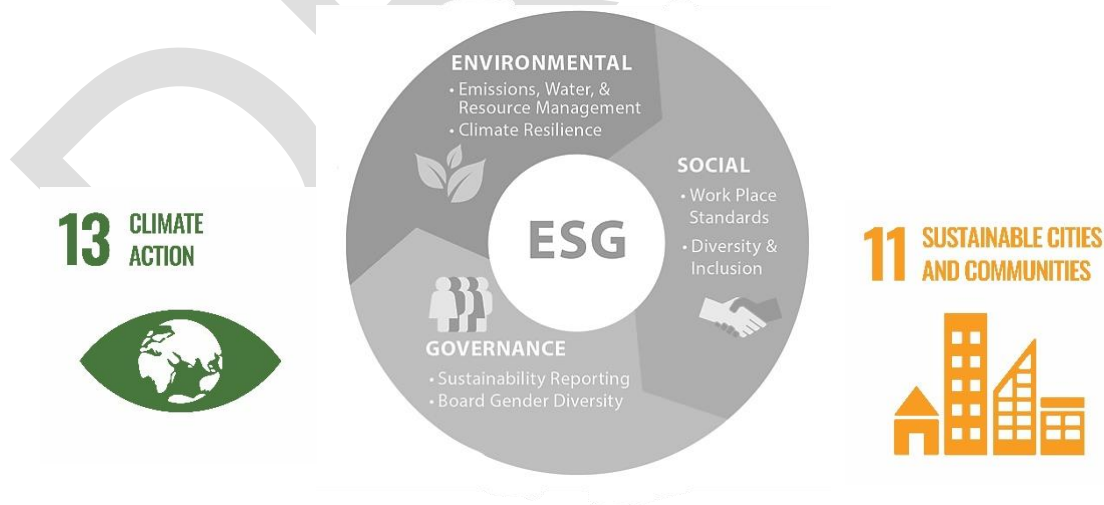 ENVIRONMENTAL
• Emissions, Water, &
Resource Management
• Climate Resilience
SOCIAL
• Work Place
Standards
• Diversity &
Inclusion
ESG
GOVERNANCE
• Sustainability Reporting
• Board Gender Diversity
13 CLIMATE
ACTION
11 SUSTAINABLE CITIES
AND COMMUNITIES